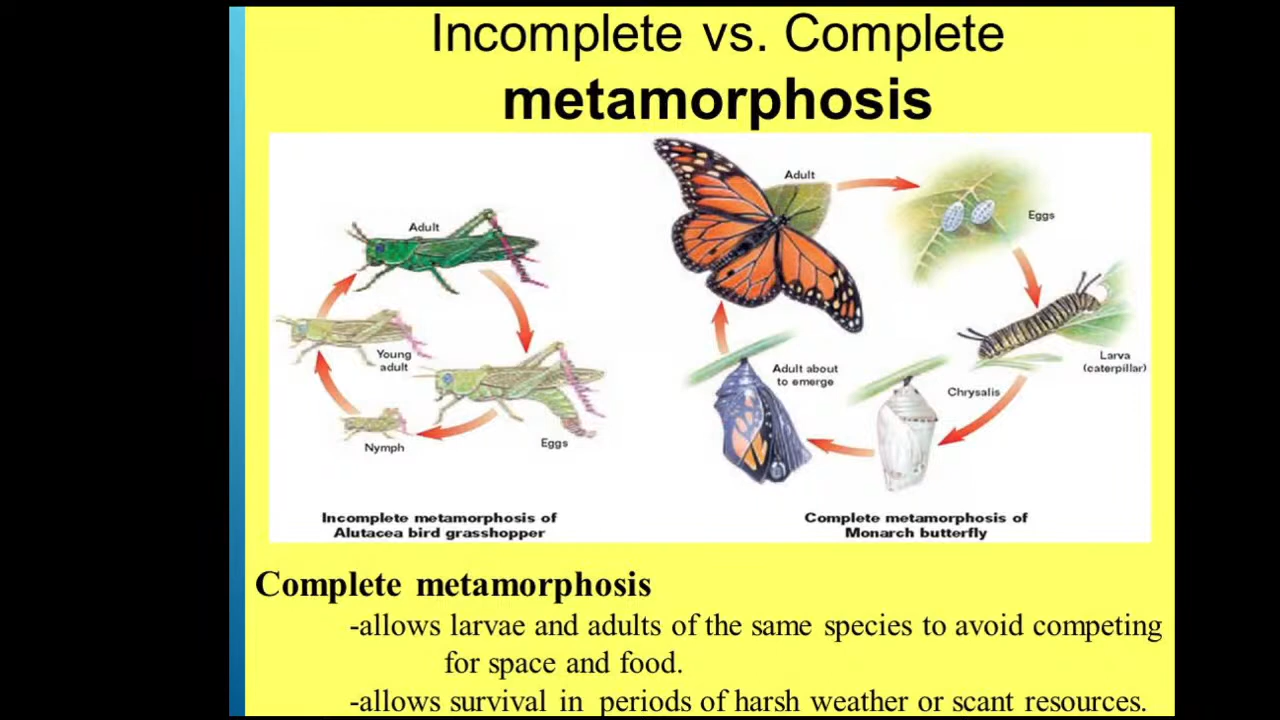 Incomplete vs. Complete
metamorphosis
Adult
Young
adult
Nymph
Eggs
Incomplete metamorphosis of
Alutacea bird grasshopper
Adult
Eggs
Larva
(caterpillar)
Chrysalis
Adult about
to emerge
Complete metamorphosis of
Monarch butterfly
Complete metamorphosis
-allows larvae and adults of the same species to avoid competing
for space and food.
-allows survival in periods of harsh weather or scant resources.